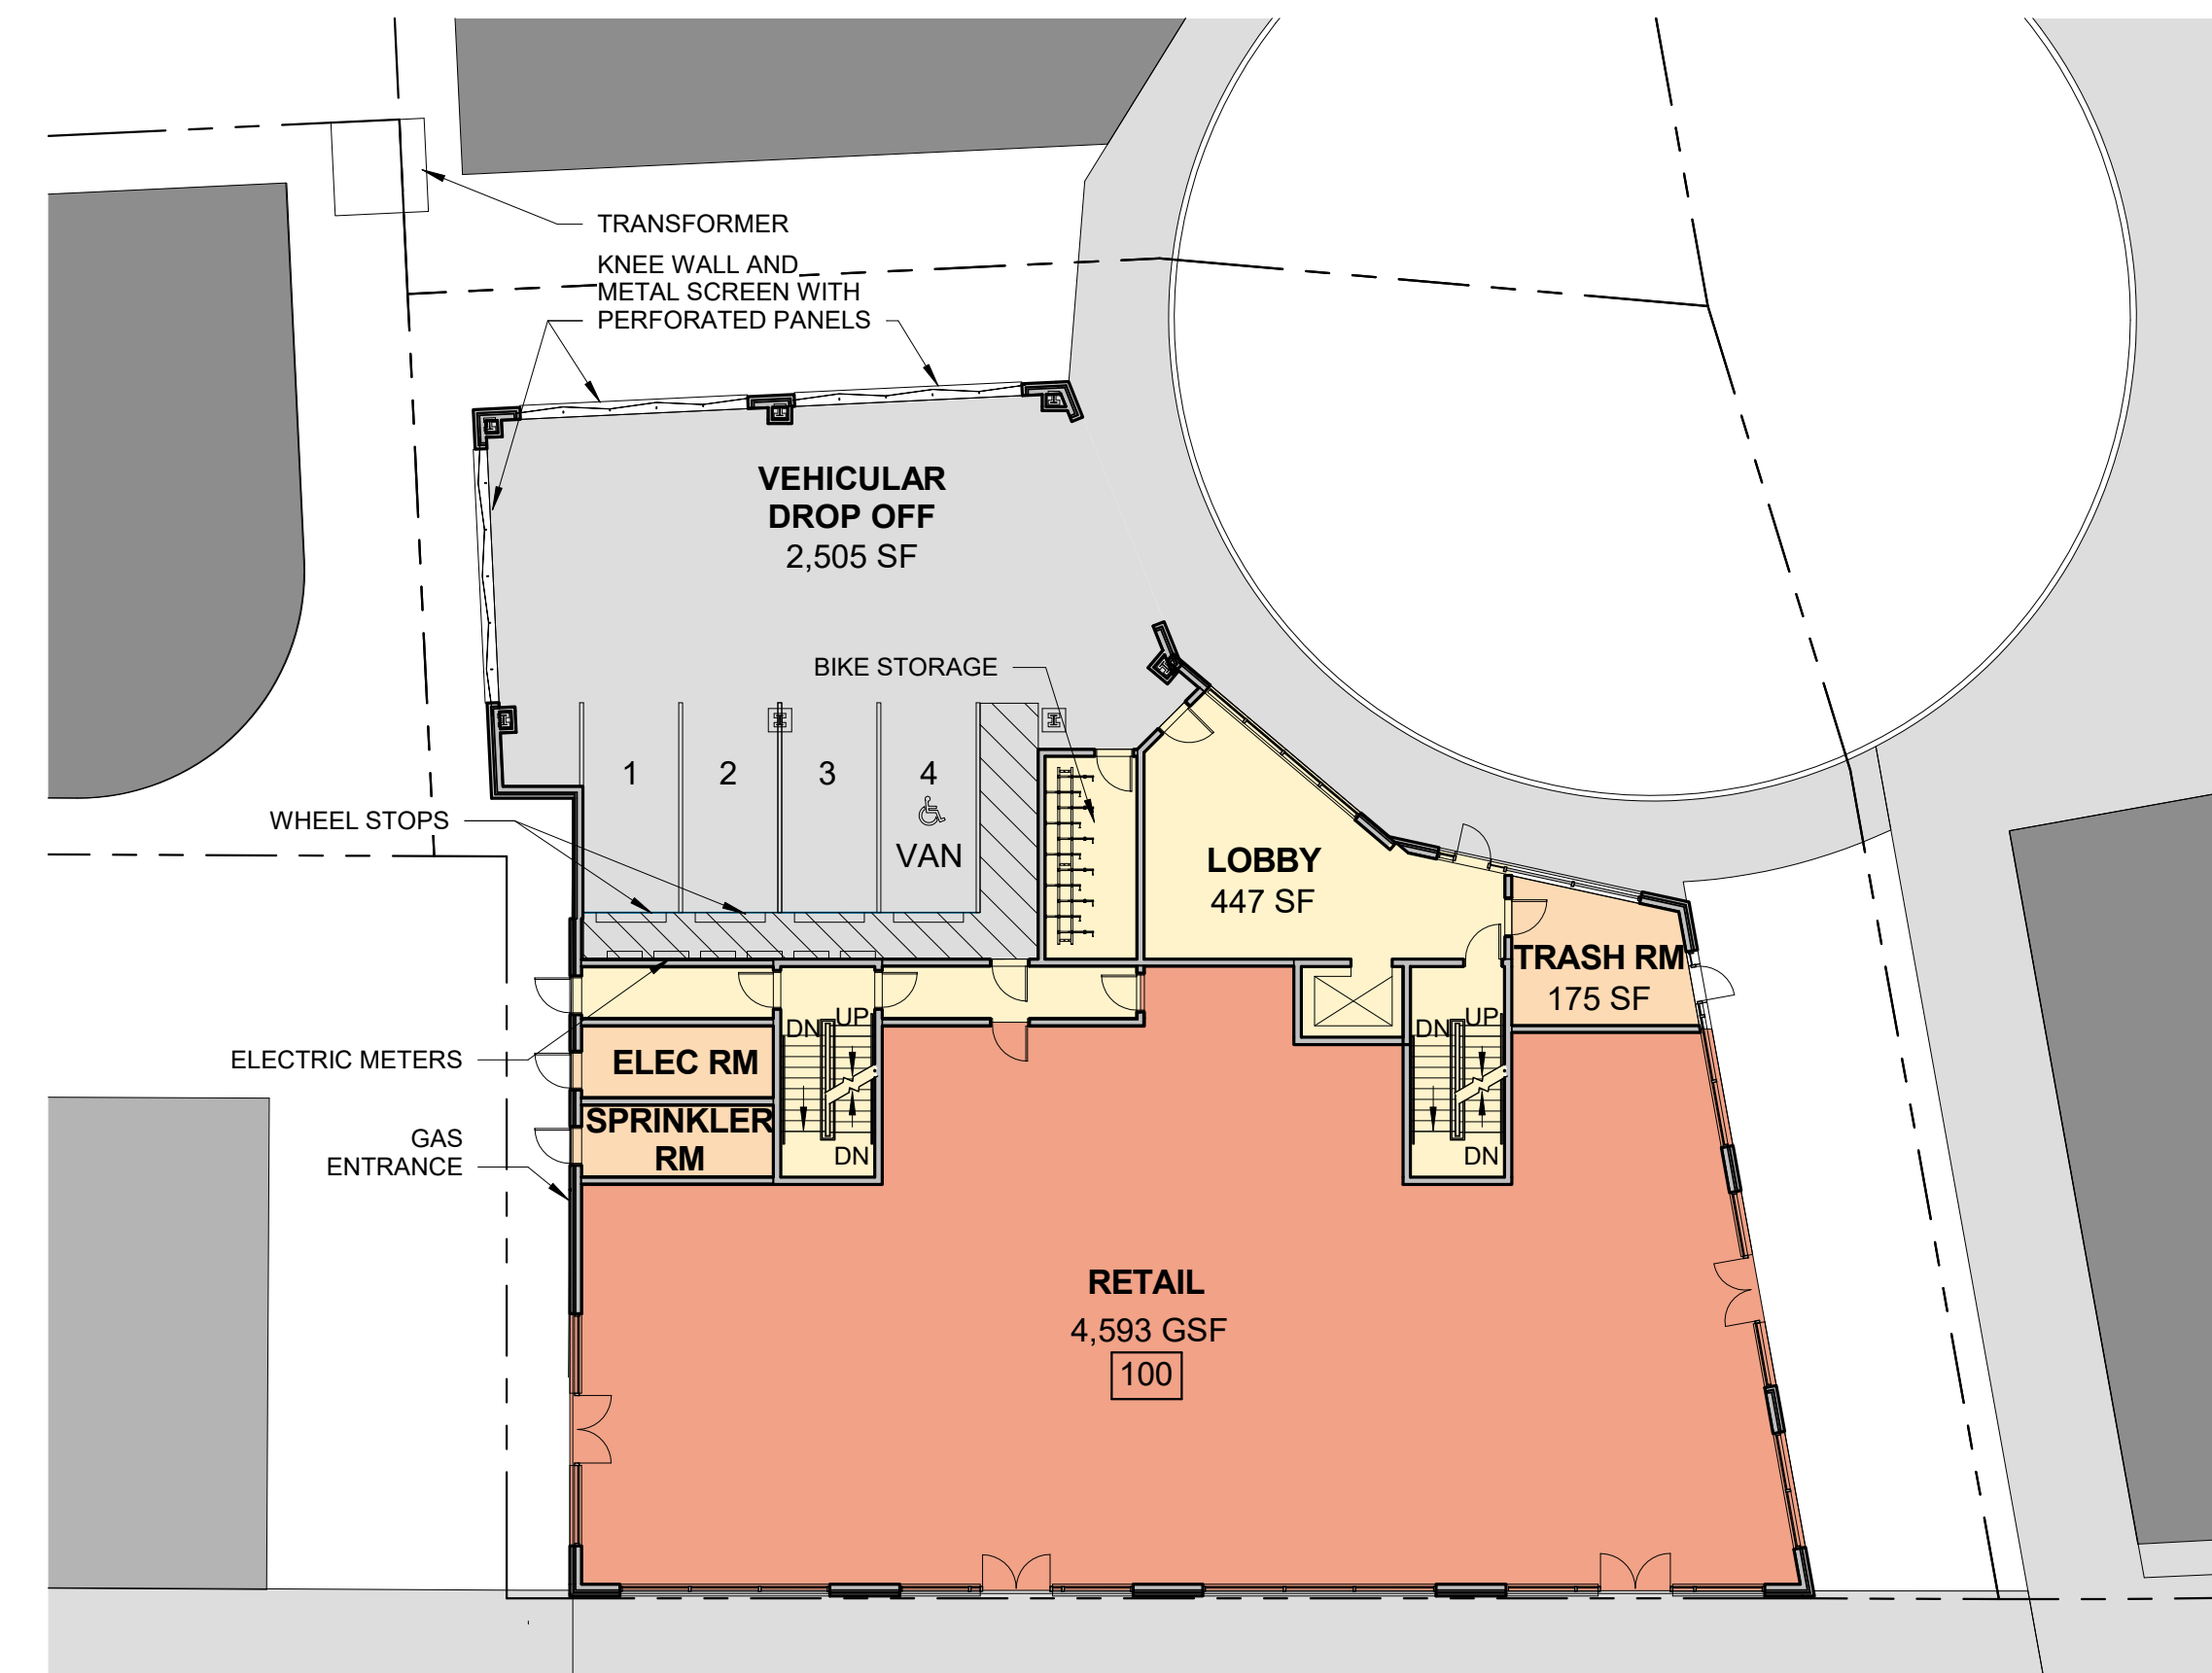 TRANSFORMER
KNEE WALL AND
METAL SCREEN WITH
PERFORATED PANELS
VEHICULAR
DROP OFF
2,505 SF
BIKE STORAGE
1
2
3
4
VAN
WHEEL STOPS
LOBBY
447 SF
TRASH RM
175 SF
DN
UP
DN
UP
ELEC RM
ELECTRIC METERS
SPRINKLER
RM
DN
DN
GAS
ENTRANCE
RETAIL
4,593 GSF
100